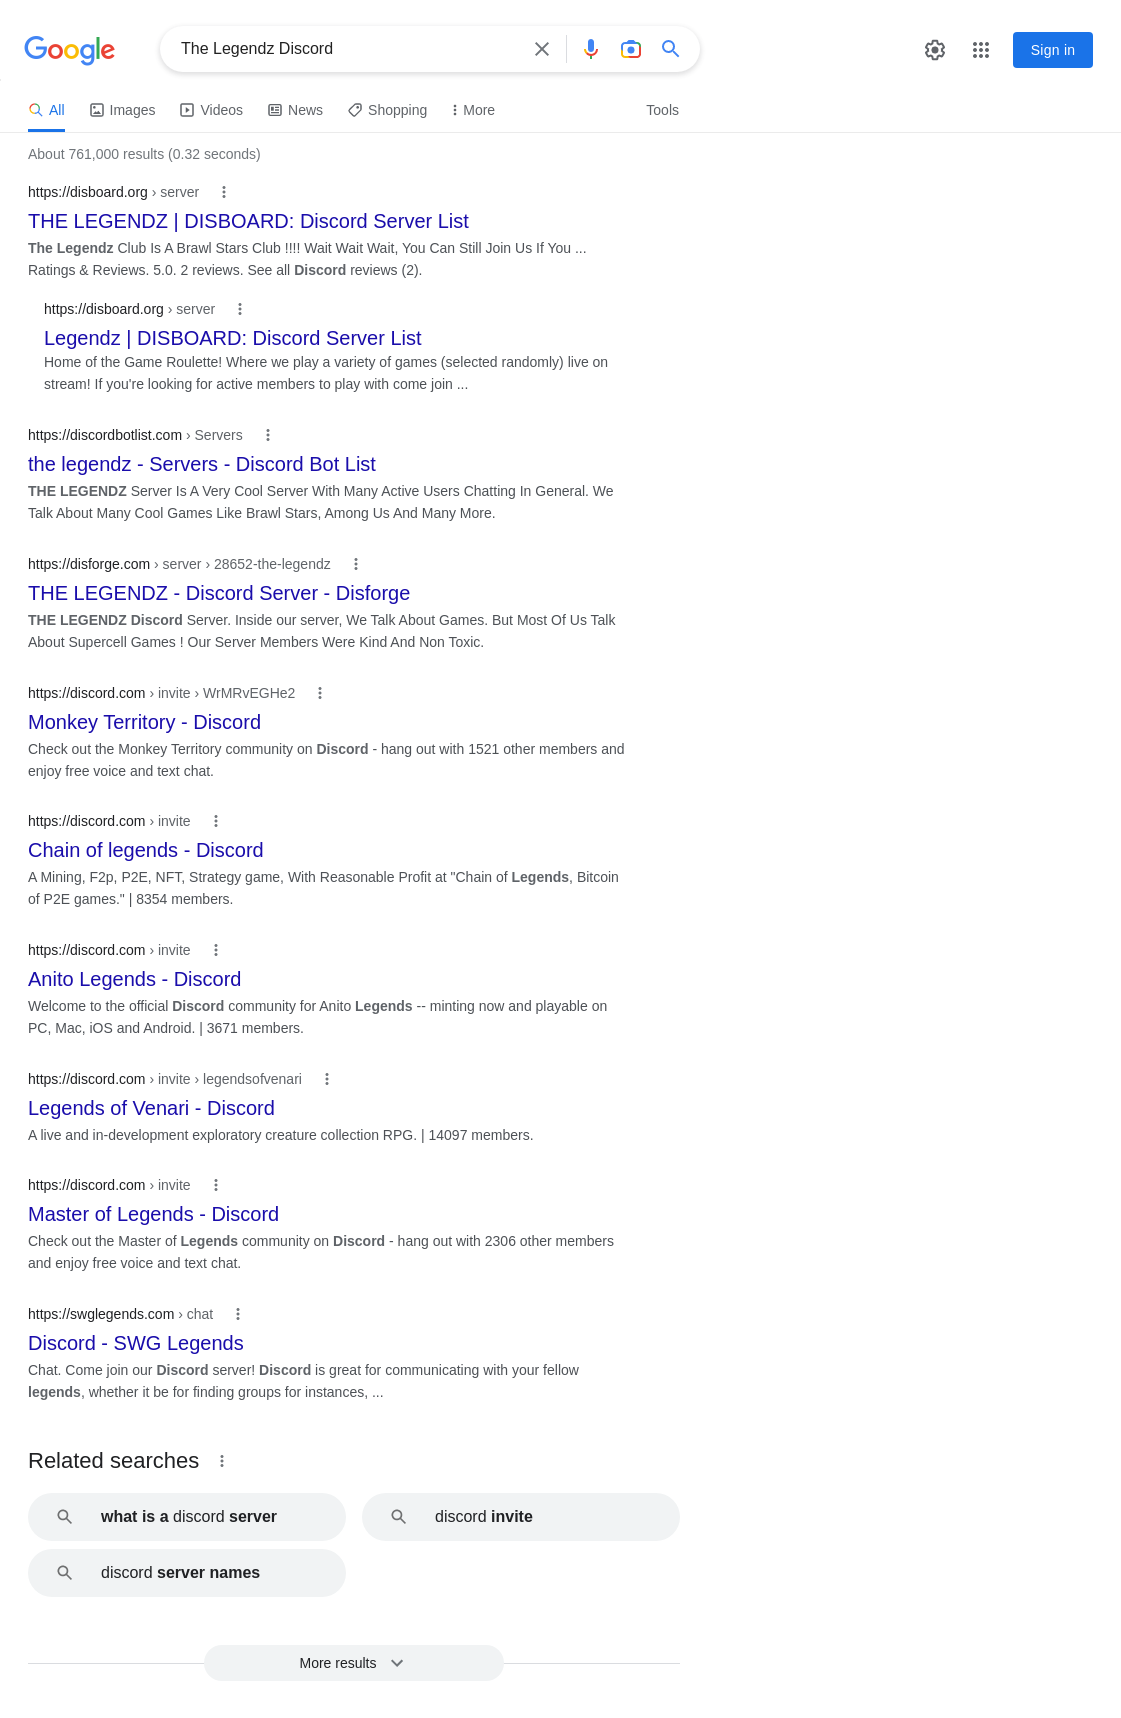 Google
The Legendz Discord
Sign in
All
Images
Videos
News
Shopping
More
Tools
About 761,000 results (0.32 seconds)
https://disboard.org › server
THE LEGENDZ | DISBOARD: Discord Server List
The Legendz Club Is A Brawl Stars Club !!!! Wait Wait Wait, You Can Still Join Us If You ...
Ratings & Reviews. 5.0. 2 reviews. See all Discord reviews (2).
https://disboard.org › server
Legendz | DISBOARD: Discord Server List
Home of the Game Roulette! Where we play a variety of games (selected randomly) live on
stream! If you're looking for active members to play with come join ...
https://discordbotlist.com › Servers
the legendz - Servers - Discord Bot List
THE LEGENDZ Server Is A Very Cool Server With Many Active Users Chatting In General. We
Talk About Many Cool Games Like Brawl Stars, Among Us And Many More.
https://disforge.com › server › 28652-the-legendz
THE LEGENDZ - Discord Server - Disforge
THE LEGENDZ Discord Server. Inside our server, We Talk About Games. But Most Of Us Talk
About Supercell Games ! Our Server Members Were Kind And Non Toxic.
https://discord.com › invite › WrMRvEGHe2
Monkey Territory - Discord
Check out the Monkey Territory community on Discord - hang out with 1521 other members and
enjoy free voice and text chat.
https://discord.com › invite
Chain of legends - Discord
A Mining, F2p, P2E, NFT, Strategy game, With Reasonable Profit at "Chain of Legends, Bitcoin
of P2E games." | 8354 members.
https://discord.com › invite
Anito Legends - Discord
Welcome to the official Discord community for Anito Legends -- minting now and playable on
PC, Mac, iOS and Android. | 3671 members.
https://discord.com › invite › legendsofvenari
Legends of Venari - Discord
A live and in-development exploratory creature collection RPG. | 14097 members.
https://discord.com › invite
Master of Legends - Discord
Check out the Master of Legends community on Discord - hang out with 2306 other members
and enjoy free voice and text chat.
https://swglegends.com › chat
Discord - SWG Legends
Chat. Come join our Discord server! Discord is great for communicating with your fellow
legends, whether it be for finding groups for instances, ...
Related searches
what is a discord server
discord invite
discord server names
More results